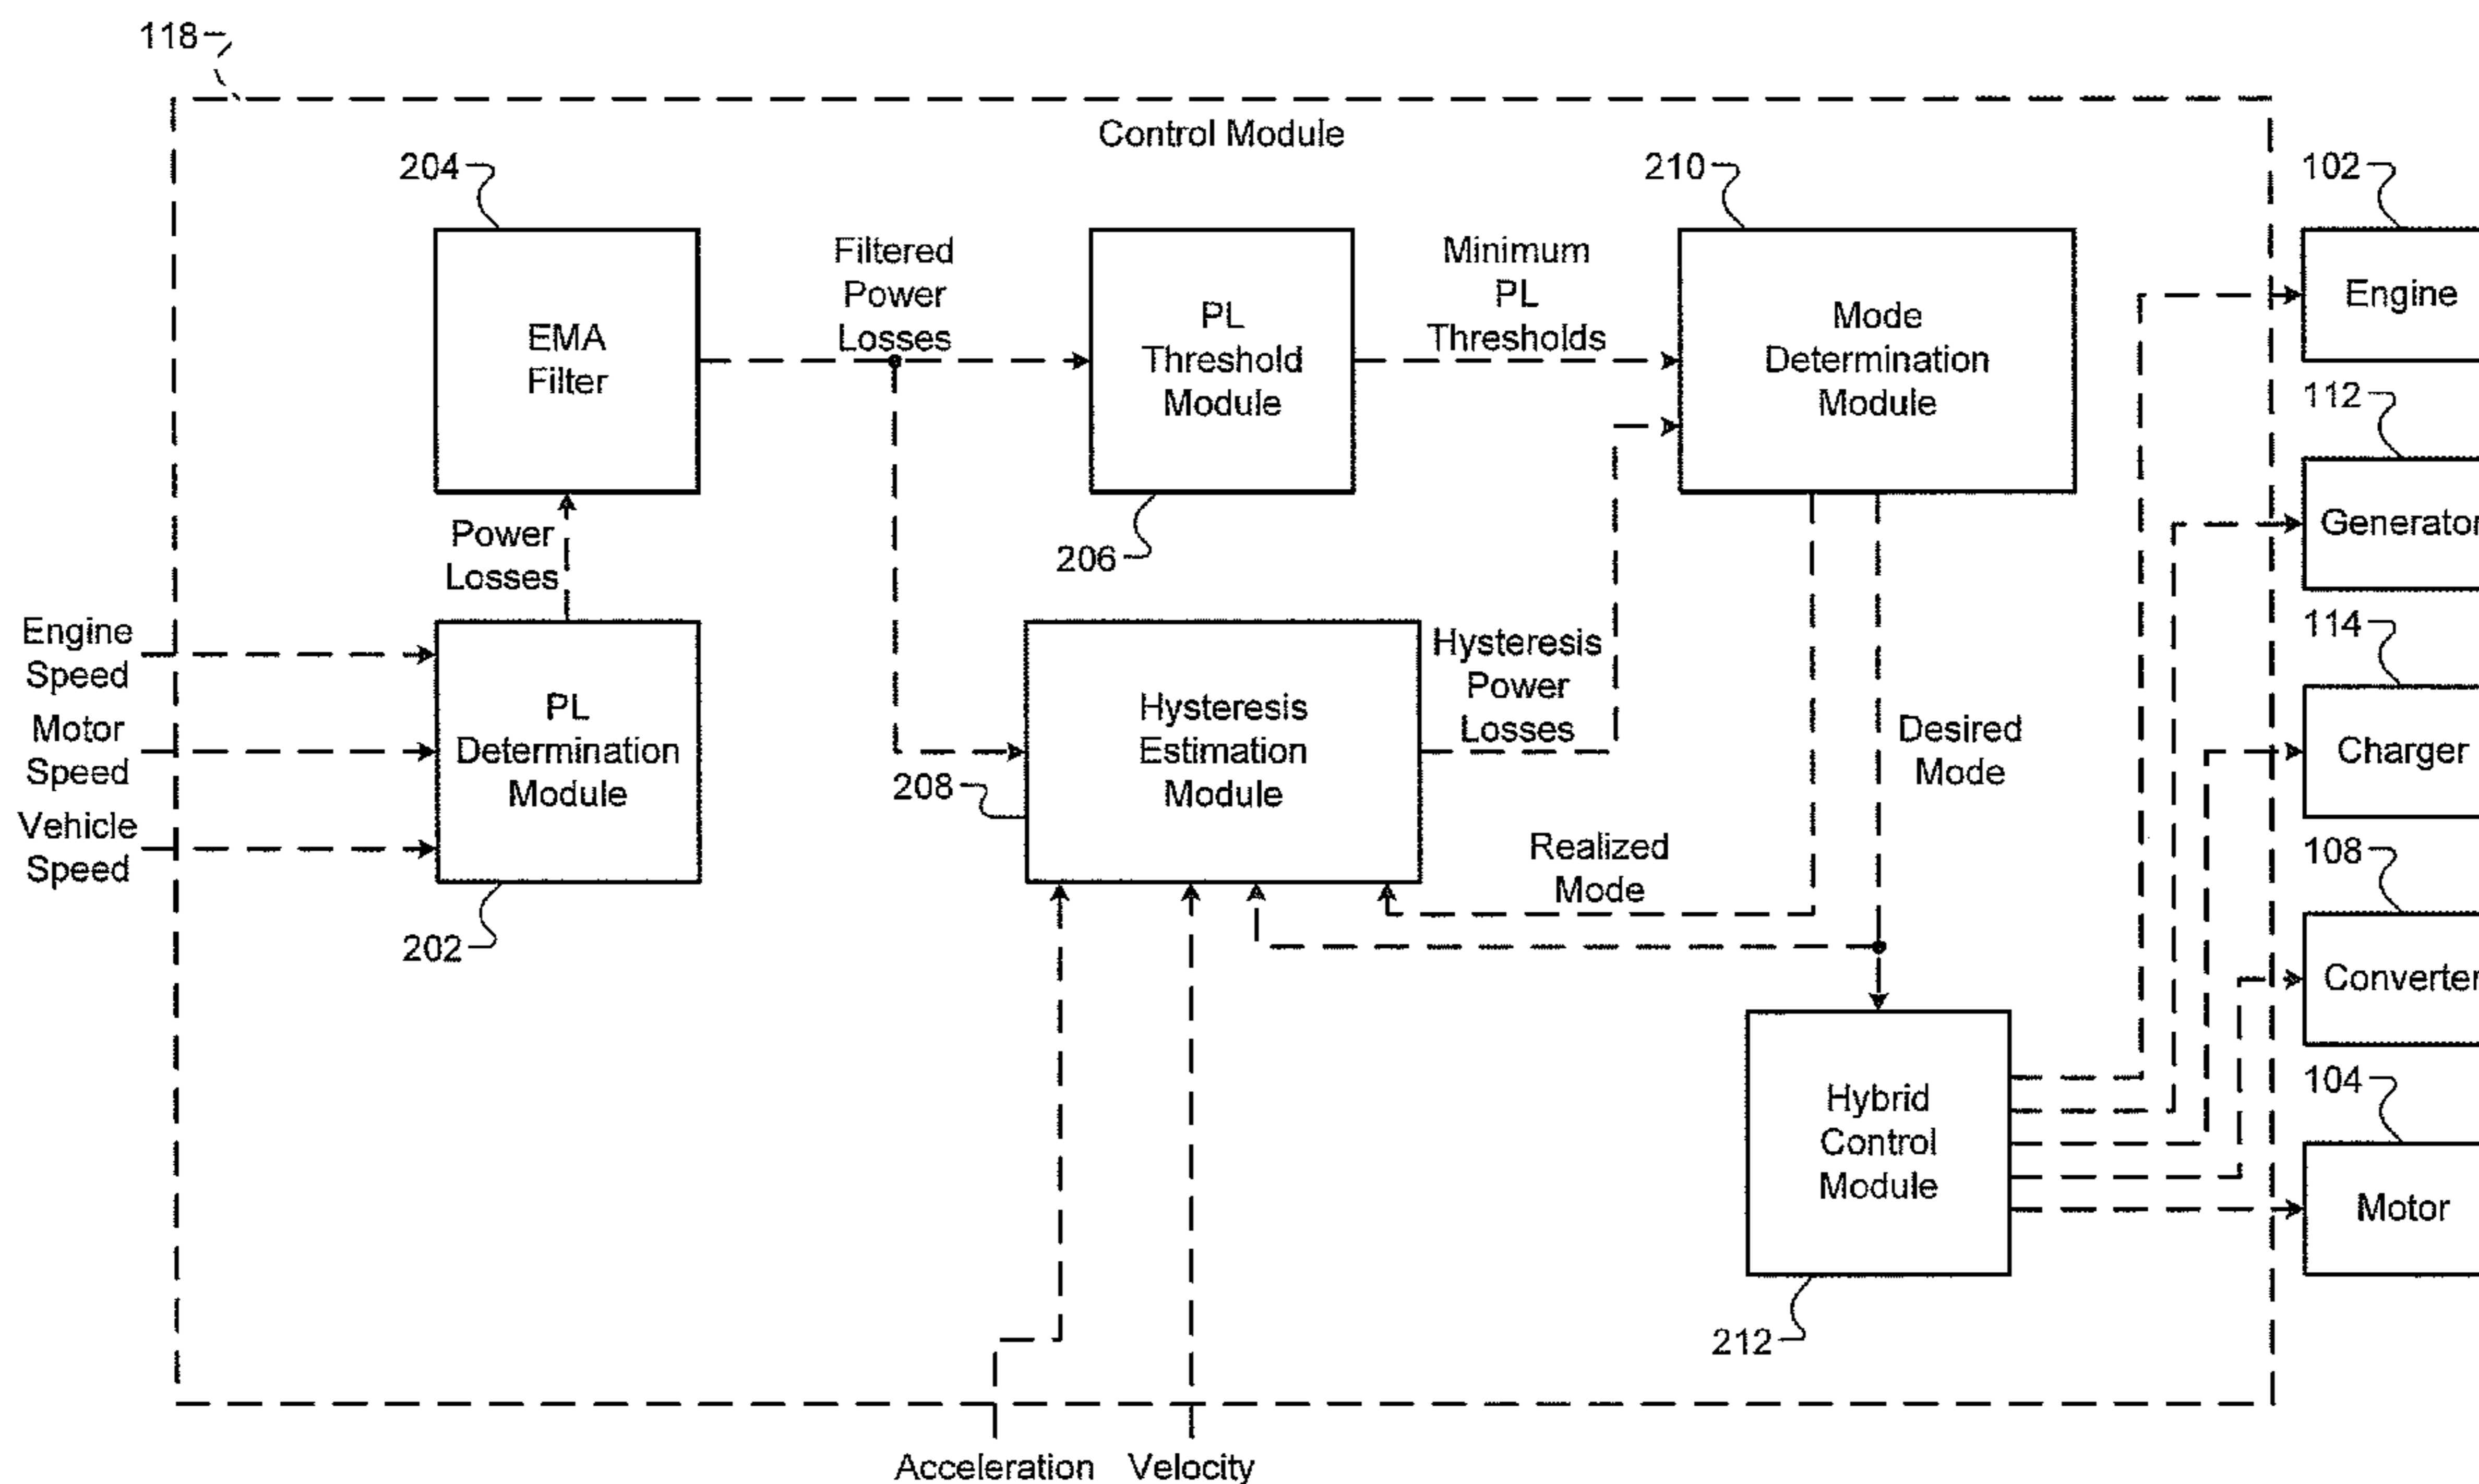 118
Control Module
204
210
102
EMA
Filter
Filtered
Power
Losses
PL
Threshold
Module
Minimum
PL
Thresholds
Mode
Determination
Module
Engine
112
Generator
206
Power
Losses
114
Engine
Speed
Motor
Speed
Vehicle
Speed
PL
Determination
Module
202
Hysteresis
Estimation
Module
208
Hysteresis
Power
Losses
Desired
Mode
Charger
Realized
Mode
108
Converter
104
Hybrid
Control
Module
Motor
212
Acceleration
Velocity